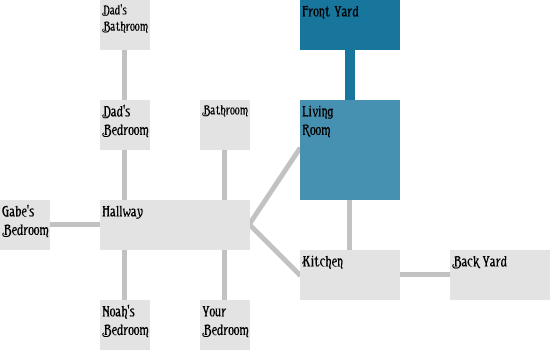 Dad's
Bathroom
Front Yard
Dad's
Bedroom
Bathroom
Living
Room
Gabe's
Bedroom
Hallway
Kitchen
Back Yard
Noah's
Bedroom
Your
Bedroom